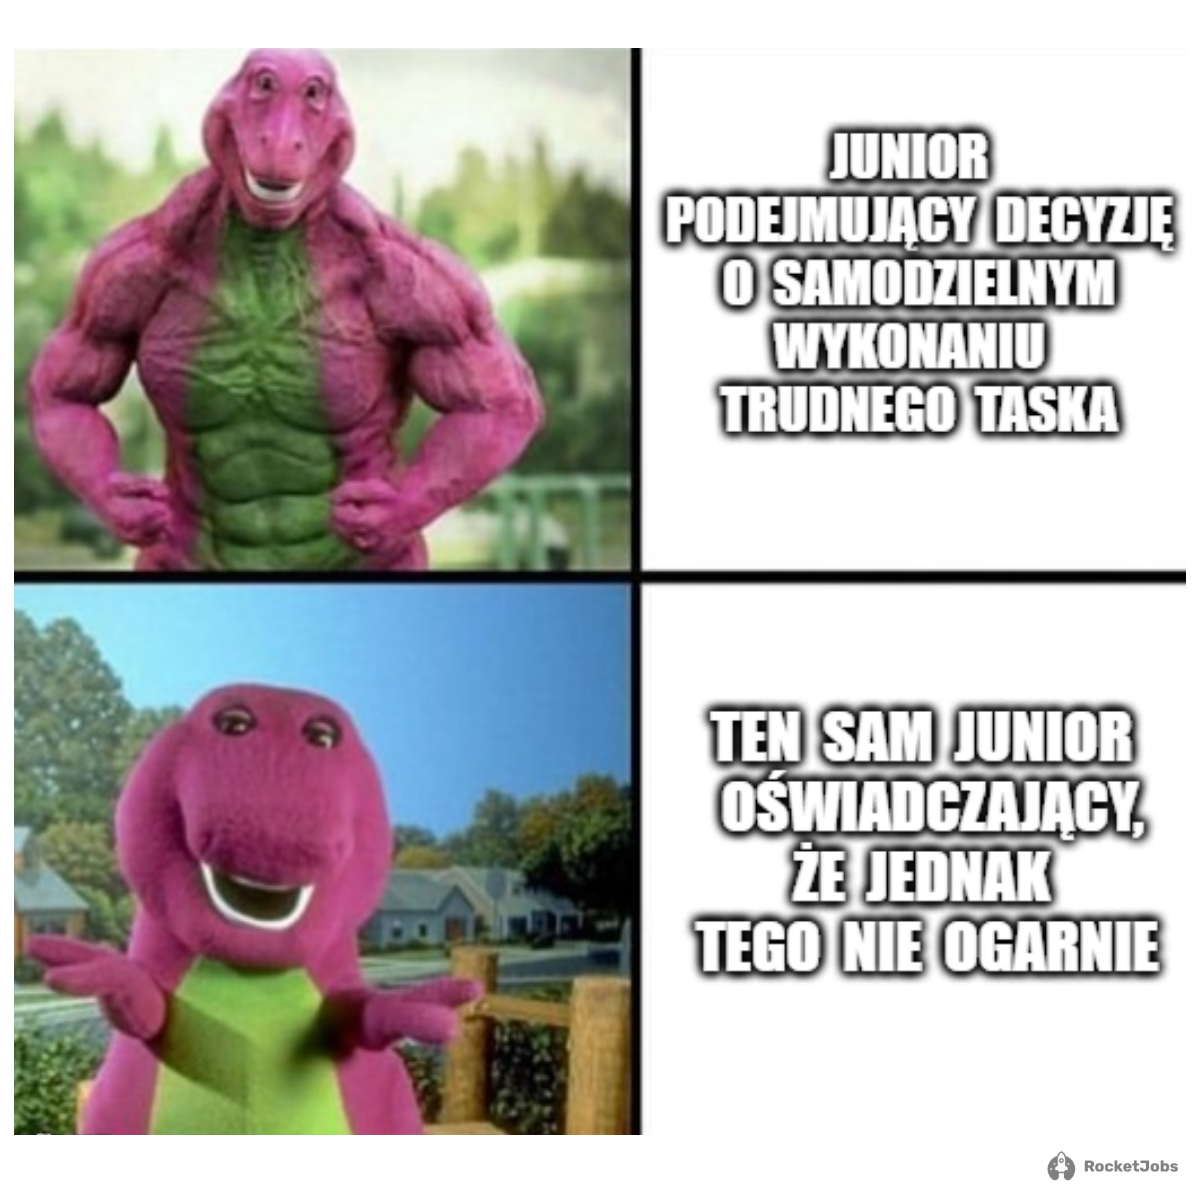 JUNIOR
PODEJMUJĄCY DECYZJĘ
O SAMODZIELNYM
WYKONANIU
TRUDNEGO TASKA
TEN SAM JUNIOR
OŚWIADCZAJĄCY,
ŻE JEDNAK
TEGO NIE OGARNIE
RocketJobs